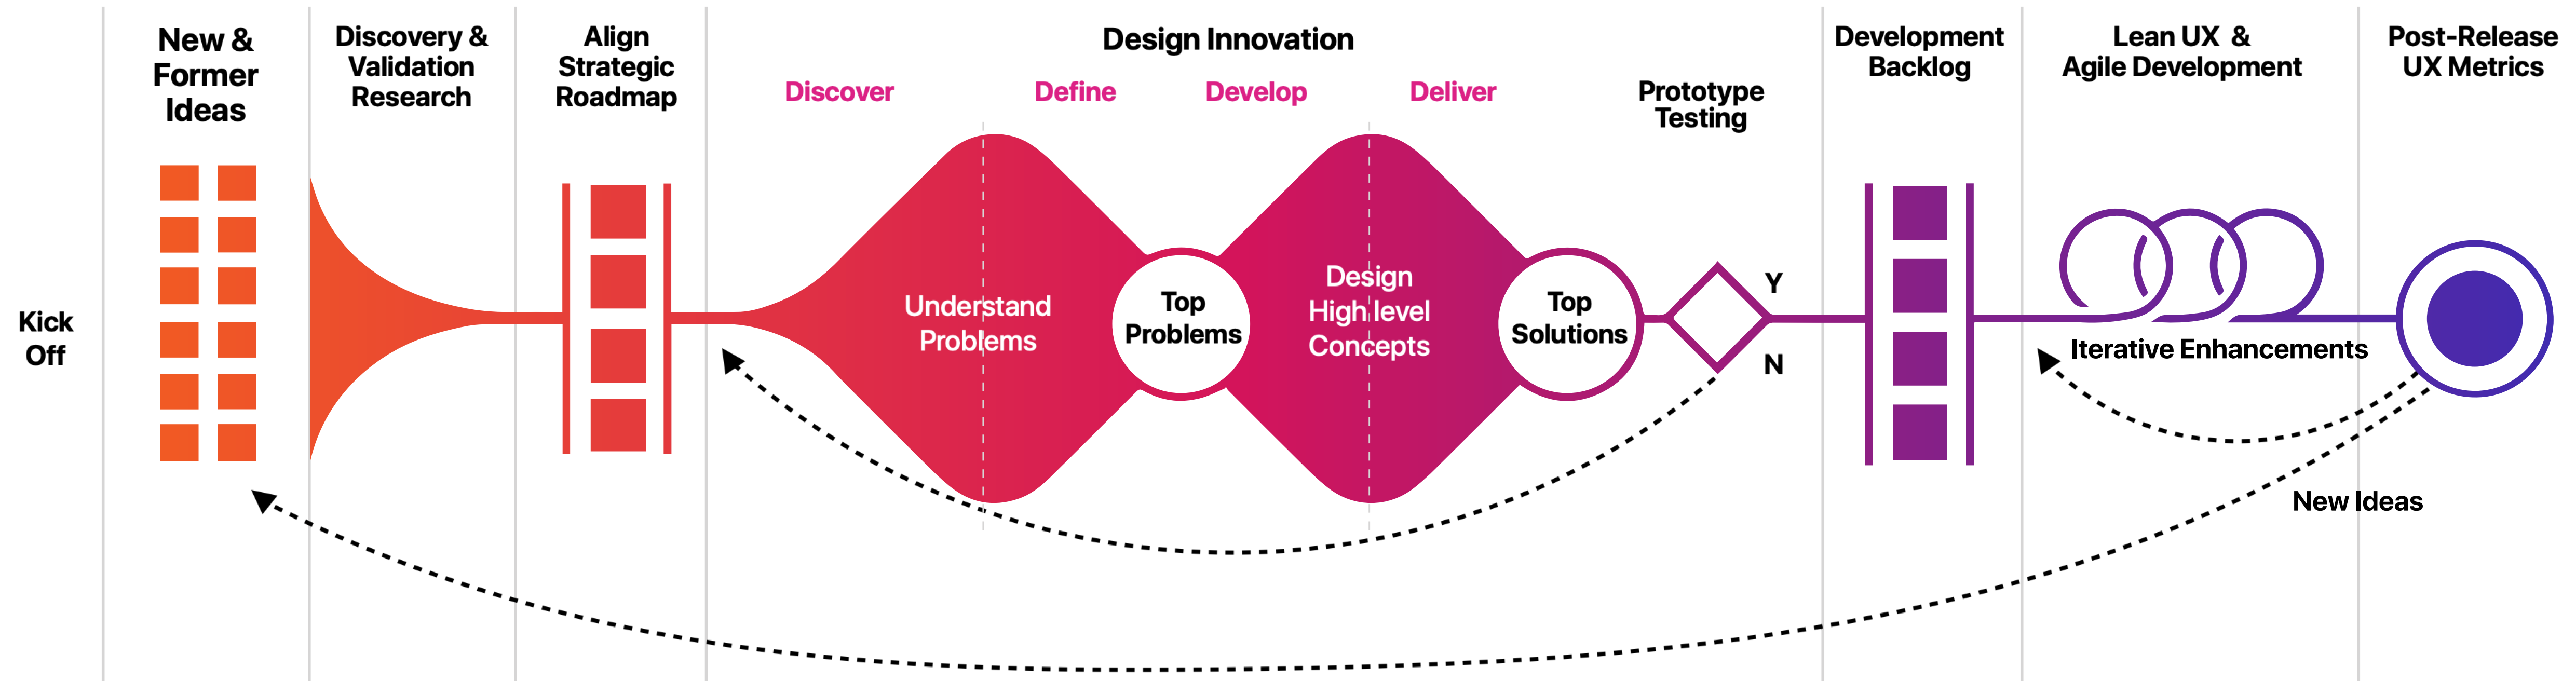 Kick
Off
New &
Former
Ideas
Discovery &
Validation
Research
Align
Strategic
Roadmap
Design Innovation
Discover
Define
Develop
Deliver
Understand
Problems
Top
Problems
Design
High level
Concepts
Top
Solutions
Prototype
Testing
Y
N
Development
Backlog
Lean UX &
Agile Development
Iterative Enhancements
Post-Release
UX Metrics
New Ideas